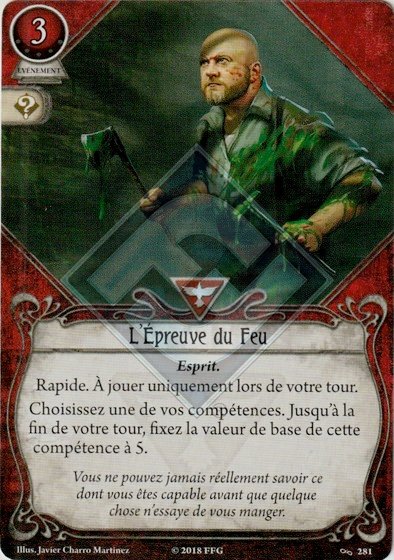 3
ÉVÉNEMENT
?
L'Épreuve du Feu
Esprit.
Rapide. À jouer uniquement lors de votre tour.
Choisissez une de vos compétences. Jusqu'à la
fin de votre tour, fixez la valeur de base de cette
compétence à 5.
Vous ne pouvez jamais réellement savoir ce
dont vous êtes capable avant que quelque
chose n'essaye de vous manger.
Illus. Javier Charro Martínez © 2018 FFG 281